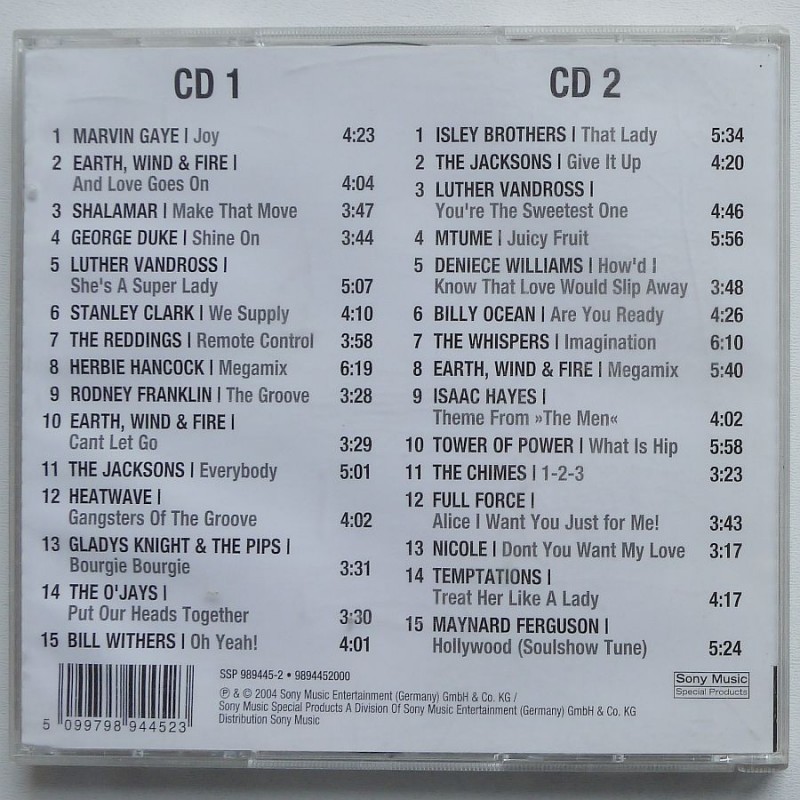 CD 1
1 MARVIN GAYE | Joy 4:23
2 EARTH, WIND & FIRE |
And Love Goes On 4:04
3 SHALAMAR | Make That Move 3:47
4 GEORGE DUKE | Shine On 3:44
5 LUTHER VANDROSS |
She's A Super Lady 5:07
6 STANLEY CLARK | We Supply 4:10
7 THE REDDINGS | Remote Control 3:58
8 HERBIE HANCOCK | Megamix 6:19
9 RODNEY FRANKLIN | The Groove 3:28
10 EARTH, WIND & FIRE |
Cant Let Go 3:29
11 THE JACKSONS | Everybody 5:01
12 HEATWAVE |
Gangsters Of The Groove 4:02
13 GLADYS KNIGHT & THE PIPS |
Bourgie Bourgie 3:31
14 THE O'JAYS |
Put Our Heads Together 3:30
15 BILL WITHERS | Oh Yeah! 4:01
CD 2
1 ISLEY BROTHERS | That Lady 5:34
2 THE JACKSONS | Give It Up 4:20
3 LUTHER VANDROSS |
You're The Sweetest One 4:46
4 MTUME | Juicy Fruit 5:56
5 DENIECE WILLIAMS | How'd I
Know That Love Would Slip Away 3:48
6 BILLY OCEAN | Are You Ready 4:26
7 THE WHISPERS | Imagination 6:10
8 EARTH, WIND & FIRE | Megamix 5:40
9 ISAAC HAYES |
Theme From »The Men« 4:02
10 TOWER OF POWER | What Is Hip 5:58
11 THE CHIMES | 1-2-3 3:23
12 FULL FORCE |
Alice I Want You Just for Me! 3:43
13 NICOLE | Dont You Want My Love 3:17
14 TEMPTATIONS |
Treat Her Like A Lady 4:17
15 MAYNARD FERGUSON |
Hollywood (Soulshow Tune) 5:24
5 099798 944523
SSP 989445-2 • 9894452000
℗ & © 2004 Sony Music Entertainment (Germany) GmbH & Co. KG /
Sony Music Special Products A Division Of Sony Music Entertainment (Germany) GmbH & Co. KG
Distribution Sony Music
Sony Music
Special Products